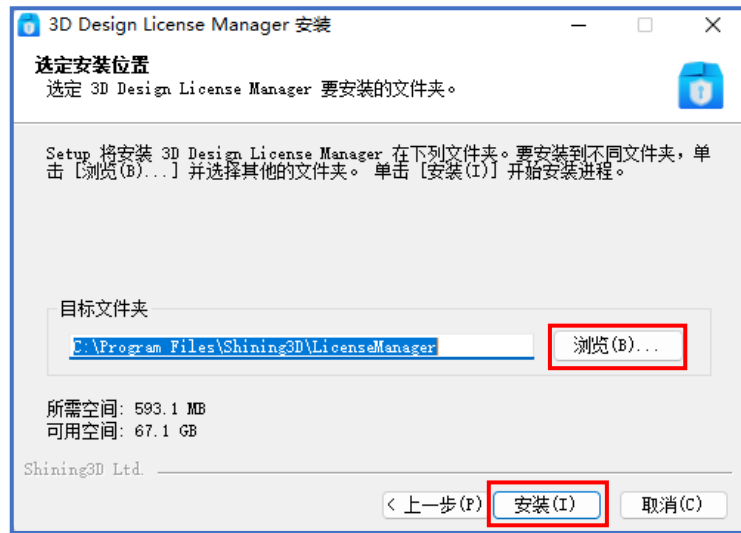 3D Design License Manager 安装
选定安装位置
选定 3D Design License Manager 要安装的文件夹。
Setup 将安装 3D Design License Manager 在下列文件夹。要安装到不同文件夹，单
击 [浏览(B)...] 并选择其他的文件夹。 单击 [安装(I)] 开始安装进程。
目标文件夹
C:\Program Files\Shining3D\LicenseManager
浏览(B)...
所需空间: 593.1 MB
可用空间: 67.1 GB
Shining3D Ltd.
< 上一步(P)
安装(I)
取消(C)